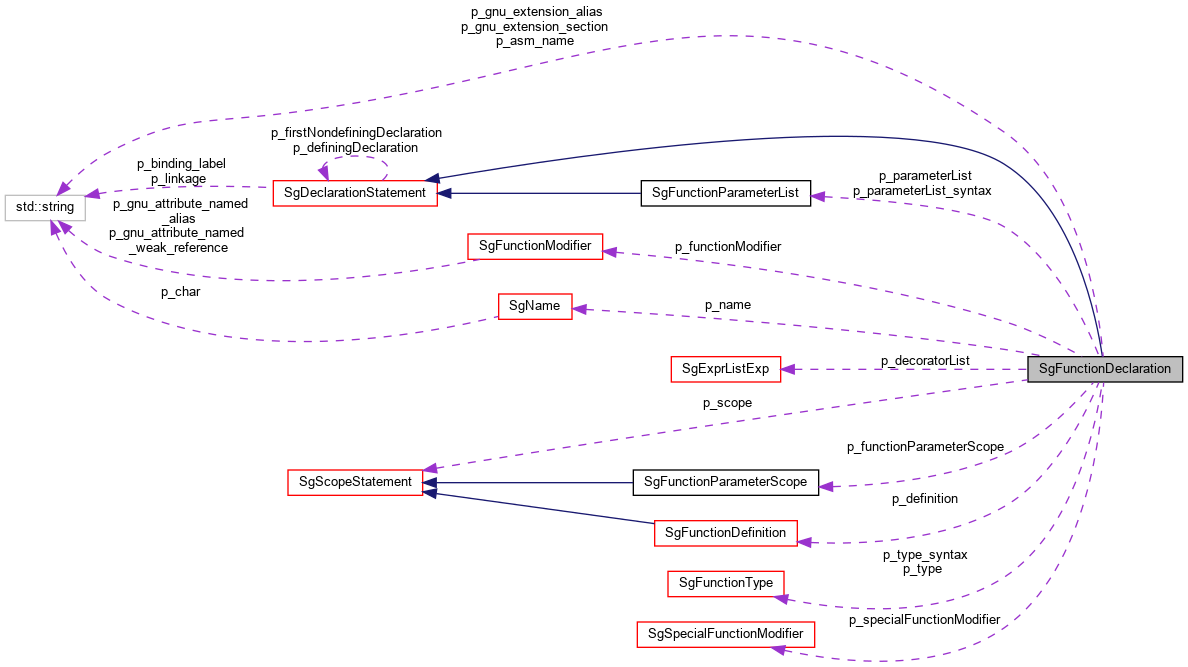 p_gnu_extension_alias
p_gnu_extension_section
p_asm_name
p_firstNondefiningDeclaration
p_definingDeclaration
p_binding_label
p_linkage
SgDeclarationStatement
SgFunctionParameterList
p_parameterList
p_parameterList_syntax
std::string
p_gnu_attribute_named
_alias
p_gnu_attribute_named
_weak_reference
SgFunctionModifier
p_functionModifier
p_char
SgName
p_name
SgExprListExp
p_decoratorList
SgFunctionDeclaration
p_scope
p_functionParameterScope
SgScopeStatement
SgFunctionParameterScope
p_definition
SgFunctionDefinition
p_type_syntax
p_type
SgFunctionType
p_specialFunctionModifier
SgSpecialFunctionModifier